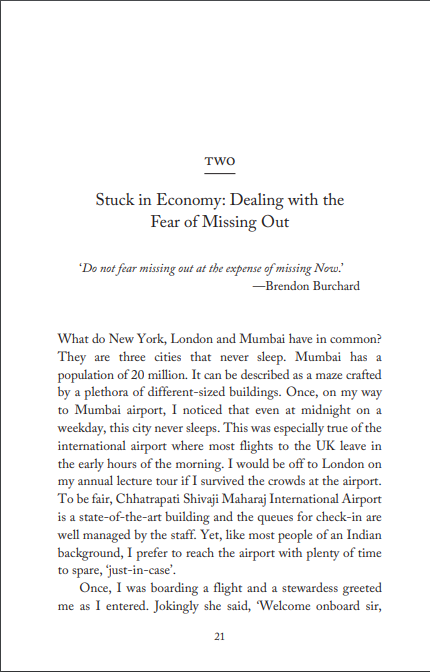 TWO
Stuck in Economy: Dealing with the
Fear of Missing Out
‘Do not fear missing out at the expense of missing Now.’
—Brendon Burchard
What do New York, London and Mumbai have in common?
They are three cities that never sleep. Mumbai has a
population of 20 million. It can be described as a maze crafted
by a plethora of different-sized buildings. Once, on my way
to Mumbai airport, I noticed that even at midnight on a
weekday, this city never sleeps. This was especially true of the
international airport where most flights to the UK leave in
the early hours of the morning. I would be off to London on
my annual lecture tour if I survived the crowds at the airport.
To be fair, Chhatrapati Shivaji Maharaj International Airport
is a state-of-the-art building and the queues for check-in are
well managed by the staff. Yet, like most people of an Indian
background, I prefer to reach the airport with plenty of time
to spare, ‘just-in-case’.
Once, I was boarding a flight and a stewardess greeted
me as I entered. Jokingly she said, ‘Welcome onboard sir,
21